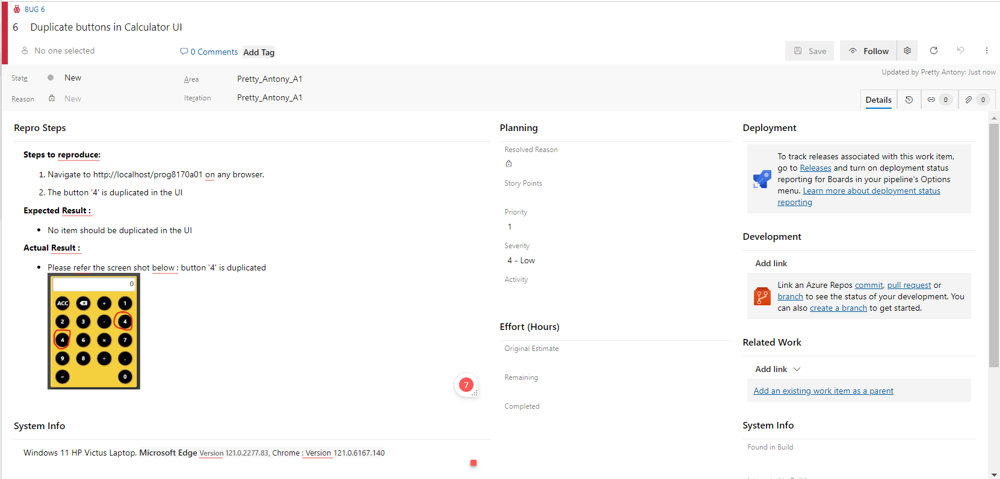 BUG 6
6 Duplicate buttons in Calculator UI
No one selected
0 Comments Add Tag
Save Follow
State New Area Pretty_Antony_A1
Updated by Pretty Antony: Just now
Reason New Iteration Pretty_Antony_A1
Details 0 0
Repro Steps
Steps to reproduce:
1. Navigate to http://localhost/prog8170a01 on any browser.
2. The button '4' is duplicated in the UI
Expected Result :
• No item should be duplicated in the UI
Actual Result :
• Please refer the screen shot below : button '4' is duplicated
0
ACC + 1
2 3 - 4
4 6 × 7
9 8 ÷ .
= 0
7
System Info
Windows 11 HP Victus Laptop, Microsoft Edge Version 121.0.2277.83, Chrome : Version 121.0.6167.140
Planning
Resolved Reason
Story Points
Priority
1
Severity
4 - Low
Activity
Effort (Hours)
Original Estimate
Remaining
Completed
Deployment
To track releases associated with this work item,
go to Releases and turn on deployment status
reporting for Boards in your pipeline's Options
menu. Learn more about deployment status
reporting
Development
Add link
Link an Azure Repos commit, pull request or
branch to see the status of your development. You
can also create a branch to get started.
Related Work
Add link
Add an existing work item as a parent
System Info
Found in Build